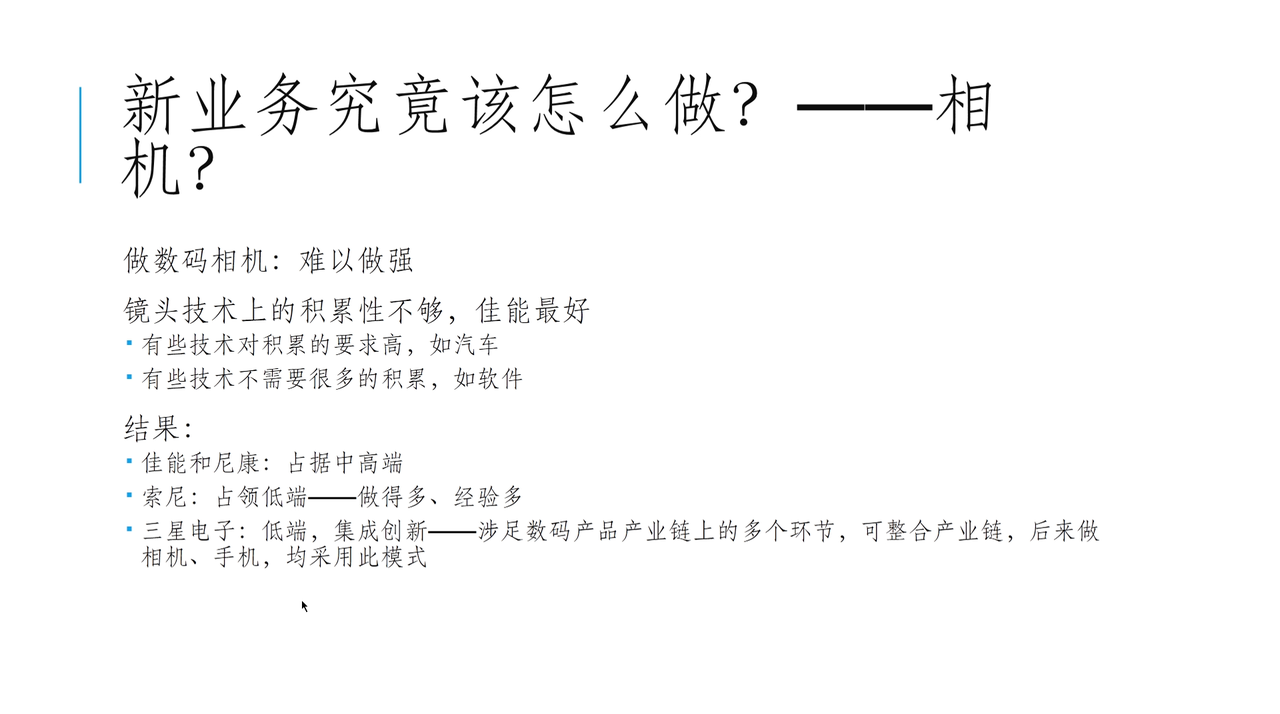 新业务究竟该怎么做？——相
机？
做数码相机：难以做强
镜头技术上的积累性不够，佳能最好
▪ 有些技术对积累的要求高，如汽车
▪ 有些技术不需要很多的积累，如软件
结果：
▪ 佳能和尼康：占据中高端
▪ 索尼：占领低端——做得多、经验多
▪ 三星电子：低端，集成创新——涉足数码产品产业链上的多个环节，可整合产业链，后来做
相机、手机，均采用此模式